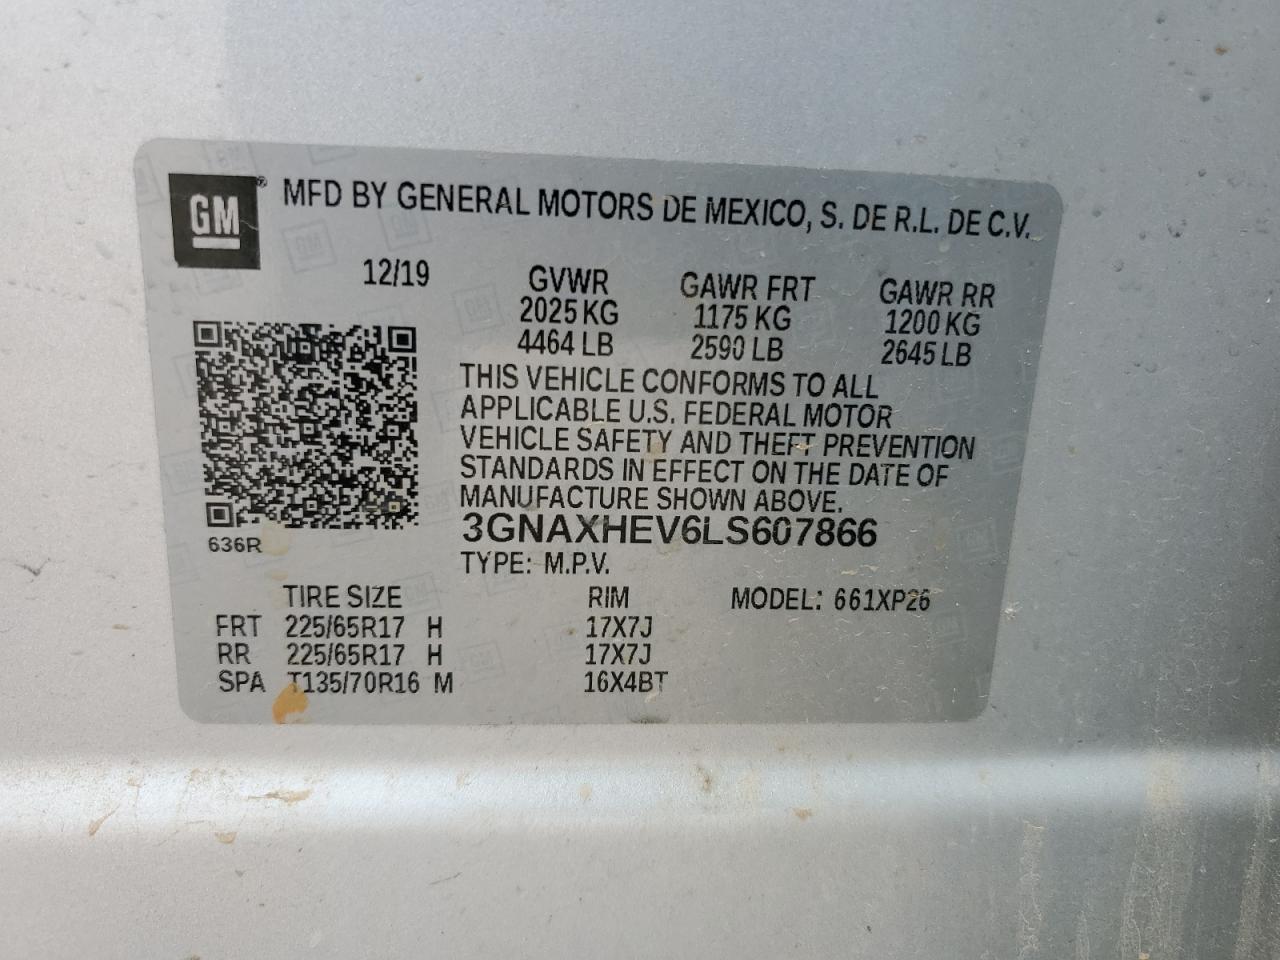 GM® MFD BY GENERAL MOTORS DE MEXICO, S. DE R.L. DE C.V.
12/19 GVWR GAWR FRT GAWR RR
2025 KG 1175 KG 1200 KG
4464 LB 2590 LB 2645 LB
THIS VEHICLE CONFORMS TO ALL
APPLICABLE U.S. FEDERAL MOTOR
VEHICLE SAFETY AND THEFT PREVENTION
STANDARDS IN EFFECT ON THE DATE OF
MANUFACTURE SHOWN ABOVE.
3GNAXHEV6LS607866
636R
TYPE: M.P.V.
TIRE SIZE RIM MODEL: 661XP26
FRT 225/65R17 H 17X7J
RR 225/65R17 H 17X7J
SPA T135/70R16 M 16X4BT